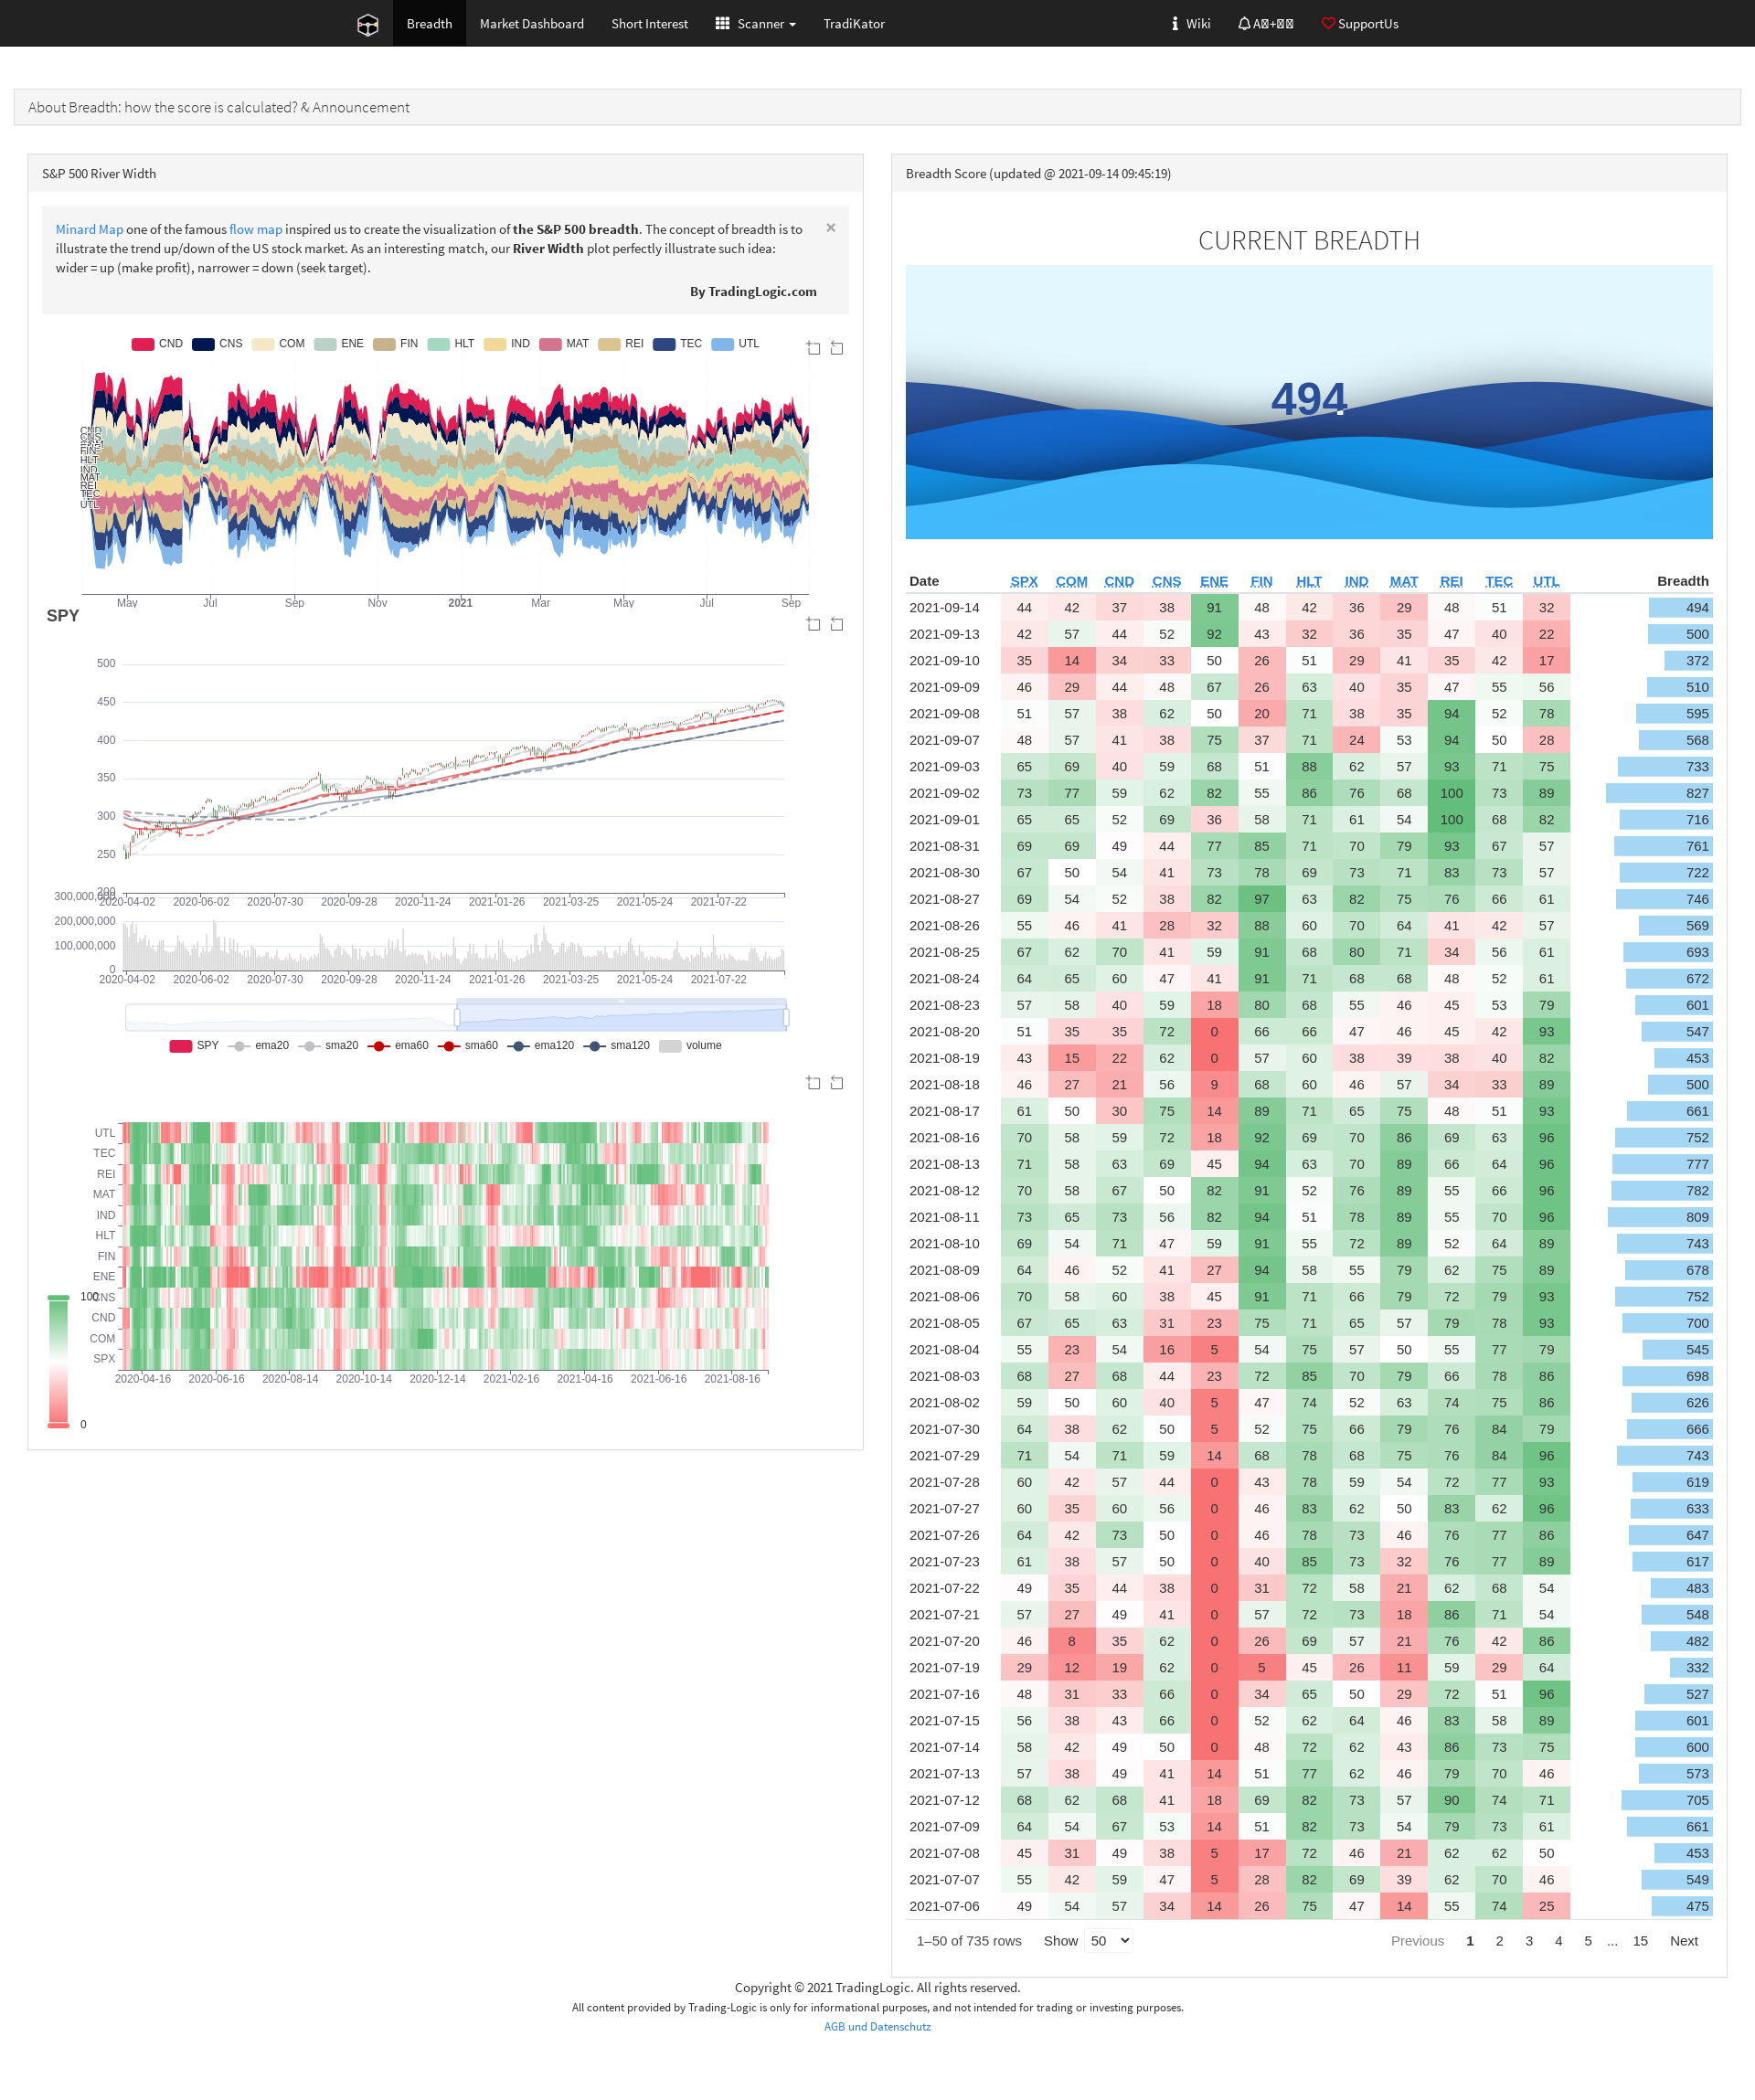 Breadth Market Dashboard Short Interest Scanner TradiKator Wiki SupportUs
About Breadth: how the score is calculated? & Announcement
S&P 500 River Width
Minard Map one of the famous flow map inspired us to create the visualization of the S&P 500 breadth. The concept of breadth is to
illustrate the trend up/down of the US stock market. As an interesting match, our River Width plot perfectly illustrate such idea:
wider = up (make profit), narrower = down (seek target).
×
By TradingLogic.com
CND CNS COM ENE FIN HLT IND MAT REI TEC UTL
CND
CNS
FIN
HLT
IND
MAT
REI
TEC
UTL
May Jul Sep Nov 2021 Mar May Jul Sep
SPY
500
450
400
350
300
250
200
2020-04-02 2020-06-02 2020-07-30 2020-09-28 2020-11-24 2021-01-26 2021-03-25 2021-05-24 2021-07-22
300,000,000
200,000,000
100,000,000
0
2020-04-02 2020-06-02 2020-07-30 2020-09-28 2020-11-24 2021-01-26 2021-03-25 2021-05-24 2021-07-22
SPY ema20 sma20 ema60 sma60 ema120 sma120 volume
UTL
TEC
REI
MAT
IND
HLT
FIN
ENE
CNS
CND
COM
SPX
2020-04-16 2020-06-16 2020-08-14 2020-10-14 2020-12-14 2021-02-16 2021-04-16 2021-06-16 2021-08-16
100
0
Breadth Score (updated @ 2021-09-14 09:45:19)
CURRENT BREADTH
494
Date SPX COM CND CNS ENE FIN HLT IND MAT REI TEC UTL Breadth
2021-09-14 44 42 37 38 91 48 42 36 29 48 51 32 494
2021-09-13 42 57 44 52 92 43 32 36 35 47 40 22 500
2021-09-10 35 14 34 33 50 26 51 29 41 35 42 17 372
2021-09-09 46 29 44 48 67 26 63 40 35 47 55 56 510
2021-09-08 51 57 38 62 50 20 71 38 35 94 52 78 595
2021-09-07 48 57 41 38 75 37 71 24 53 94 50 28 568
2021-09-03 65 69 40 59 68 51 88 62 57 93 71 75 733
2021-09-02 73 77 59 62 82 55 86 76 68 100 73 89 827
2021-09-01 65 65 52 69 36 58 71 61 54 100 68 82 716
2021-08-31 69 69 49 44 77 85 71 70 79 93 67 57 761
2021-08-30 67 50 54 41 73 78 69 73 71 83 73 57 722
2021-08-27 69 54 52 38 82 97 63 82 75 76 66 61 746
2021-08-26 55 46 41 28 32 88 60 70 64 41 42 57 569
2021-08-25 67 62 70 41 59 91 68 80 71 34 56 61 693
2021-08-24 64 65 60 47 41 91 71 68 68 48 52 61 672
2021-08-23 57 58 40 59 18 80 68 55 46 45 53 79 601
2021-08-20 51 35 35 72 0 66 66 47 46 45 42 93 547
2021-08-19 43 15 22 62 0 57 60 38 39 38 40 82 453
2021-08-18 46 27 21 56 9 68 60 46 57 34 33 89 500
2021-08-17 61 50 30 75 14 89 71 65 75 48 51 93 661
2021-08-16 70 58 59 72 18 92 69 70 86 69 63 96 752
2021-08-13 71 58 63 69 45 94 63 70 89 66 64 96 777
2021-08-12 70 58 67 50 82 91 52 76 89 55 66 96 782
2021-08-11 73 65 73 56 82 94 51 78 89 55 70 96 809
2021-08-10 69 54 71 47 59 91 55 72 89 52 64 89 743
2021-08-09 64 46 52 41 27 94 58 55 79 62 75 89 678
2021-08-06 70 58 60 38 45 91 71 66 79 72 79 93 752
2021-08-05 67 65 63 31 23 75 71 65 57 79 78 93 700
2021-08-04 55 23 54 16 5 54 75 57 50 55 77 79 545
2021-08-03 68 27 68 44 23 72 85 70 79 66 78 86 698
2021-08-02 59 50 60 40 5 47 74 52 63 74 75 86 626
2021-07-30 64 38 62 50 5 52 75 66 79 76 84 79 666
2021-07-29 71 54 71 59 14 68 78 68 75 76 84 96 743
2021-07-28 60 42 57 44 0 43 78 59 54 72 77 93 619
2021-07-27 60 35 60 56 0 46 83 62 50 83 62 96 633
2021-07-26 64 42 73 50 0 46 78 73 46 76 77 86 647
2021-07-23 61 38 57 50 0 40 85 73 32 76 77 89 617
2021-07-22 49 35 44 38 0 31 72 58 21 62 68 54 483
2021-07-21 57 27 49 41 0 57 72 73 18 86 71 54 548
2021-07-20 46 8 35 62 0 26 69 57 21 76 42 86 482
2021-07-19 29 12 19 62 0 5 45 26 11 59 29 64 332
2021-07-16 48 31 33 66 0 34 65 50 29 72 51 96 527
2021-07-15 56 38 43 66 0 52 62 64 46 83 58 89 601
2021-07-14 58 42 49 50 0 48 72 62 43 86 73 75 600
2021-07-13 57 38 49 41 14 51 77 62 46 79 70 46 573
2021-07-12 68 62 68 41 18 69 82 73 57 90 74 71 705
2021-07-09 64 54 67 53 14 51 82 73 54 79 73 61 661
2021-07-08 45 31 49 38 5 17 72 46 21 62 62 50 453
2021-07-07 55 42 59 47 5 28 82 69 39 62 70 46 549
2021-07-06 49 54 57 34 14 26 75 47 14 55 74 25 475
1–50 of 735 rows Show 50 Previous 1 2 3 4 5 ... 15 Next
Copyright © 2021 TradingLogic. All rights reserved.
All content provided by Trading-Logic is only for informational purposes, and not intended for trading or investing purposes.
AGB und Datenschutz